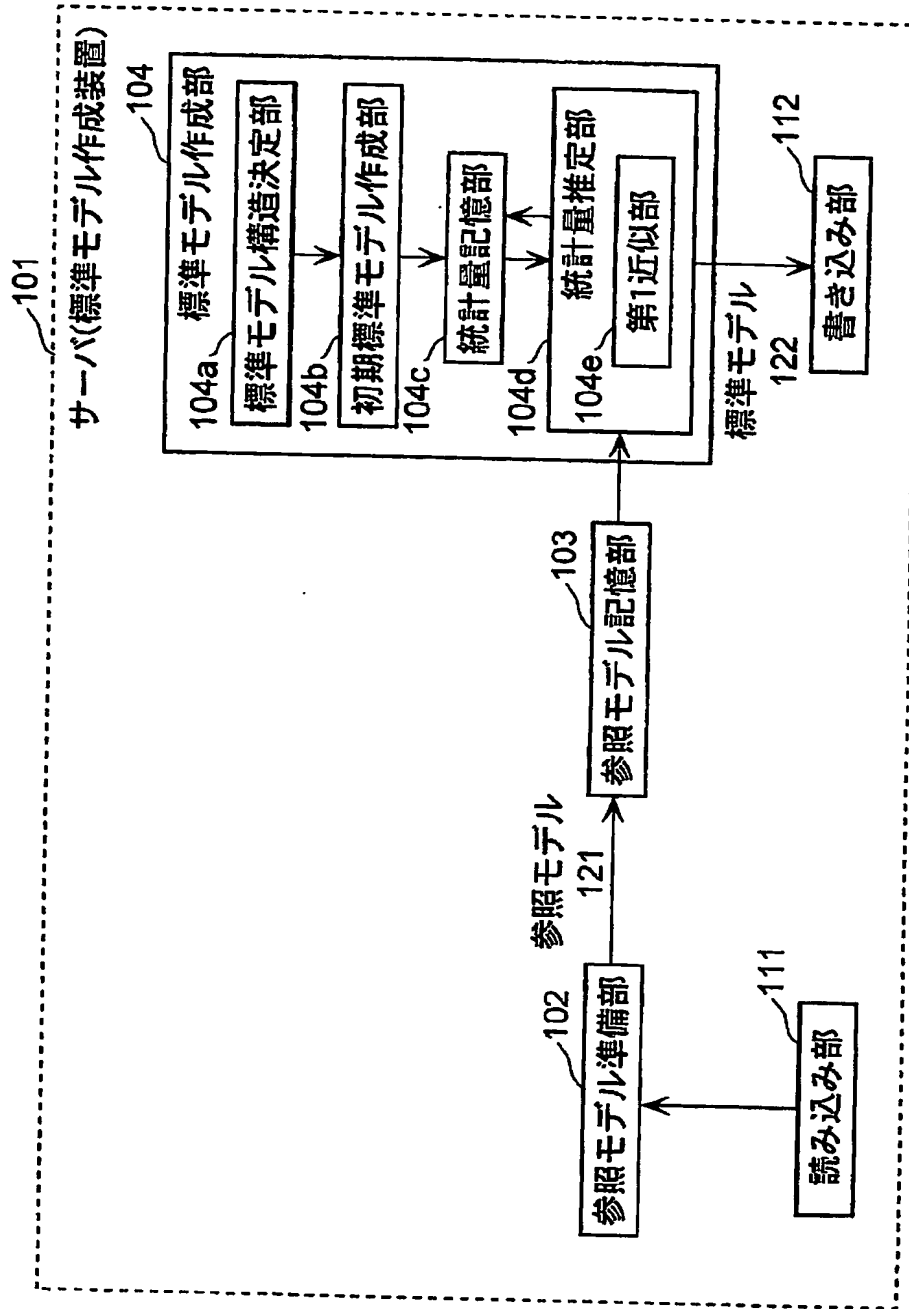 101
サーバ(標準モデル作成装置)
104
標準モデル作成部
104a
標準モデル構造決定部
104b
初期標準モデル作成部
104c
統計量記憶部
104d
統計量推定部
104e
第1近似部
103
参照モデル記憶部
参照モデル
121
102
参照モデル準備部
111
読み込み部
標準モデル
122
112
書き込み部